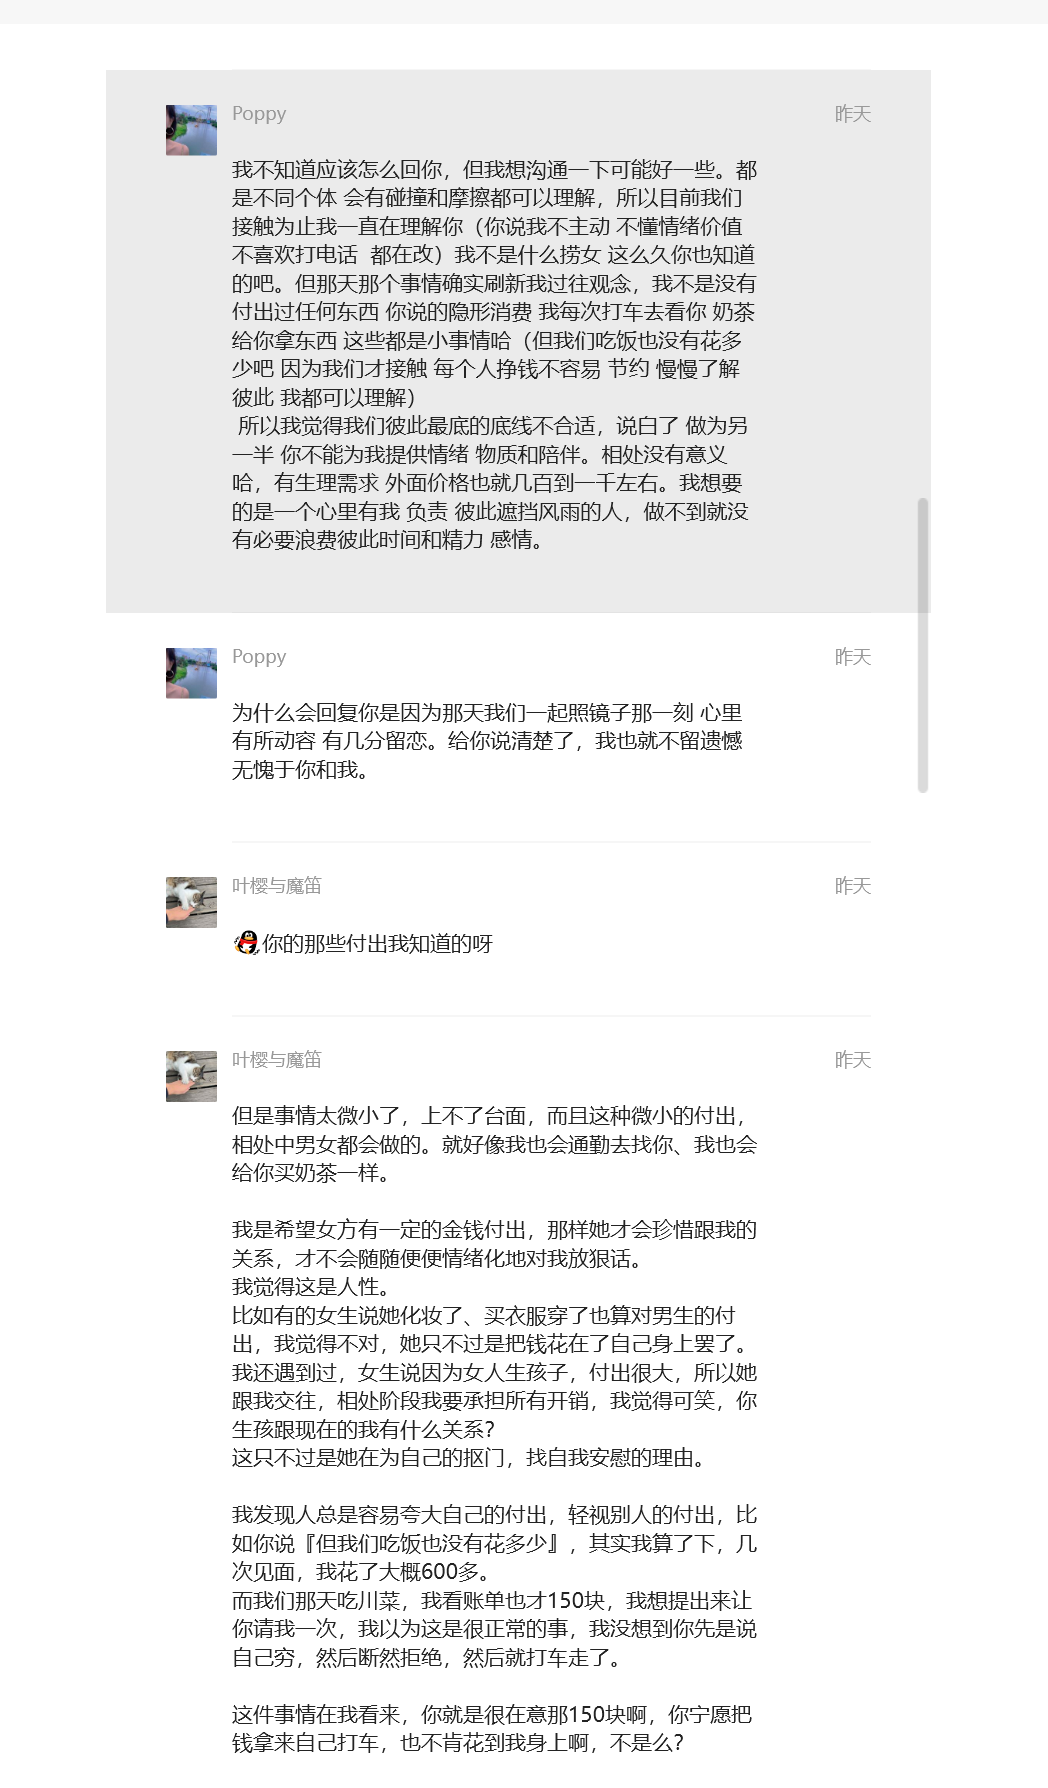 Poppy
昨天
我不知道应该怎么回你，但我想沟通一下可能好一些。都
是不同个体 会有碰撞和摩擦都可以理解，所以目前我们
接触为止我一直在理解你（你说我不主动 不懂情绪价值
不喜欢打电话  都在改）我不是什么捞女 这么久你也知道
的吧。但那天那个事情确实刷新我过往观念，我不是没有
付出过任何东西 你说的隐形消费 我每次打车去看你 奶茶
给你拿东西 这些都是小事情哈（但我们吃饭也没有花多
少吧 因为我们才接触 每个人挣钱不容易 节约 慢慢了解
彼此 我都可以理解）
所以我觉得我们彼此最底的底线不合适，说白了 做为另
一半 你不能为我提供情绪 物质和陪伴。相处没有意义
哈，有生理需求 外面价格也就几百到一千左右。我想要
的是一个心里有我 负责 彼此遮挡风雨的人，做不到就没
有必要浪费彼此时间和精力 感情。
Poppy
昨天
为什么会回复你是因为那天我们一起照镜子那一刻 心里
有所动容 有几分留恋。给你说清楚了，我也就不留遗憾
无愧于你和我。
叶樱与魔笛
昨天
你的那些付出我知道的呀
叶樱与魔笛
昨天
但是事情太微小了，上不了台面，而且这种微小的付出，
相处中男女都会做的。就好像我也会通勤去找你、我也会
给你买奶茶一样。
我是希望女方有一定的金钱付出，那样她才会珍惜跟我的
关系，才不会随随便便情绪化地对我放狠话。
我觉得这是人性。
比如有的女生说她化妆了、买衣服穿了也算对男生的付
出，我觉得不对，她只不过是把钱花在了自己身上罢了。
我还遇到过，女生说因为女人生孩子，付出很大，所以她
跟我交往，相处阶段我要承担所有开销，我觉得可笑，你
生孩跟现在的我有什么关系？
这只不过是她在为自己的抠门，找自我安慰的理由。
我发现人总是容易夸大自己的付出，轻视别人的付出，比
如你说『但我们吃饭也没有花多少』，其实我算了下，几
次见面，我花了大概600多。
而我们那天吃川菜，我看账单也才150块，我想提出来让
你请我一次，我以为这是很正常的事，我没想到你先是说
自己穷，然后断然拒绝，然后就打车走了。
这件事情在我看来，你就是很在意那150块啊，你宁愿把
钱拿来自己打车，也不肯花到我身上啊，不是么？